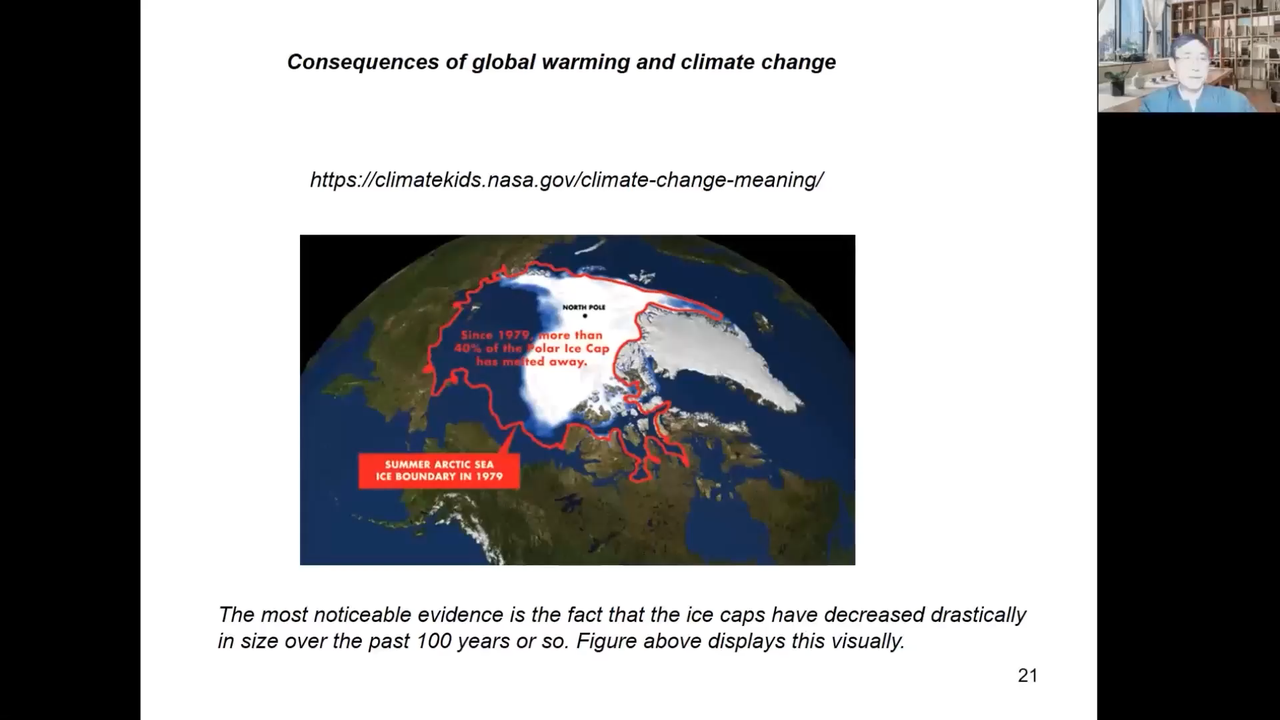 Consequences of global warming and climate change
https://climatekids.nasa.gov/climate-change-meaning/
NORTH POLE
Since 1979, more than
40% of the Polar Ice Cap
has melted away.
SUMMER ARCTIC SEA
ICE BOUNDARY IN 1979
The most noticeable evidence is the fact that the ice caps have decreased drastically
in size over the past 100 years or so. Figure above displays this visually.
21